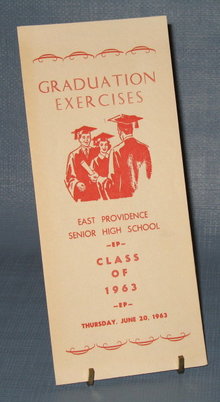 GRADUATION
EXERCISES
EAST PROVIDENCE
SENIOR HIGH SCHOOL
—EP—
CLASS
OF
1963
—EP—
THURSDAY, JUNE 20, 1963